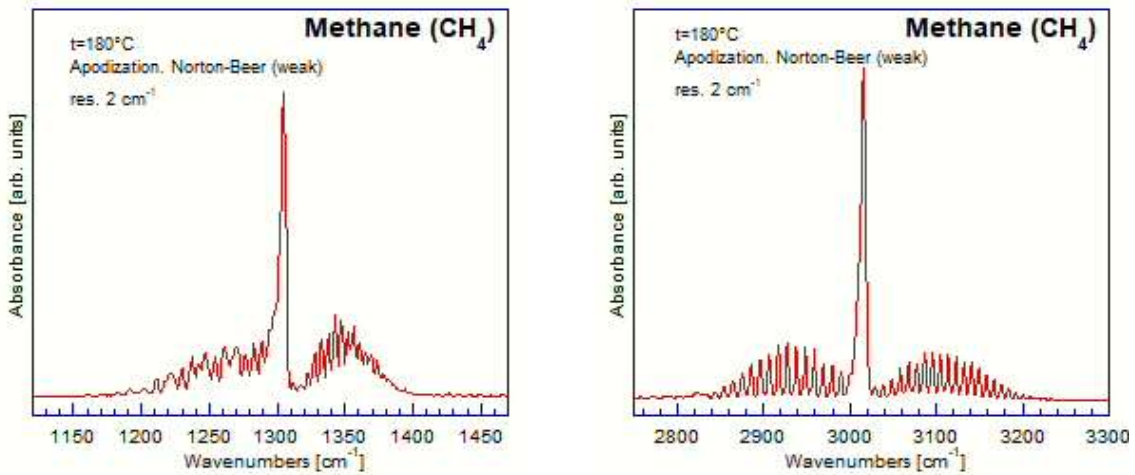 Methane (CH₄)
t=180°C
Apodization. Norton-Beer (weak)
res. 2 cm⁻¹
Absorbance [arb. units]
1150 1200 1250 1300 1350 1400 1450
Wavenumbers [cm⁻¹]
Methane (CH₄)
t=180°C
Apodization. Norton-Beer (weak)
res. 2 cm⁻¹
Absorbance [arb. units]
2800 2900 3000 3100 3200 3300
Wavenumbers [cm⁻¹]